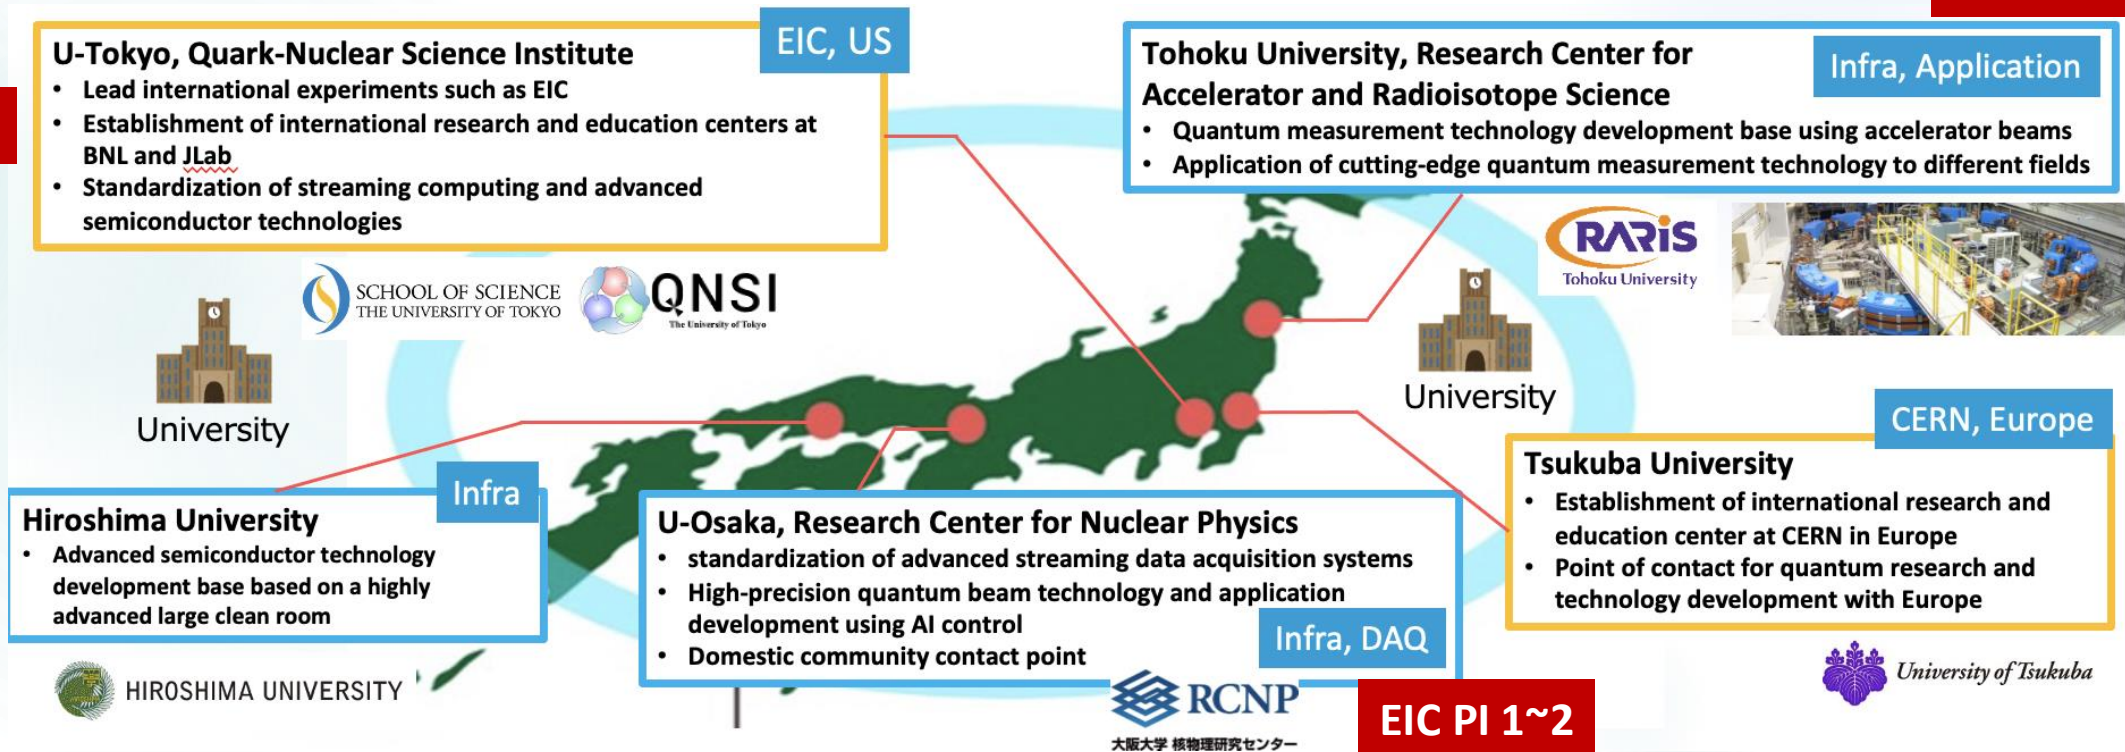 EIC, US
U-Tokyo, Quark-Nuclear Science Institute
• Lead international experiments such as EIC
• Establishment of international research and education centers at
BNL and JLab
• Standardization of streaming computing and advanced
semiconductor technologies
SCHOOL OF SCIENCE
THE UNIVERSITY OF TOKYO
QNSI
The University of Tokyo
University
Infra, Application
Tohoku University, Research Center for
Accelerator and Radioisotope Science
• Quantum measurement technology development base using accelerator beams
• Application of cutting-edge quantum measurement technology to different fields
RARiS
Tohoku University
University
Infra
Hiroshima University
• Advanced semiconductor technology
development base based on a highly
advanced large clean room
HIROSHIMA UNIVERSITY
U-Osaka, Research Center for Nuclear Physics
• standardization of advanced streaming data acquisition systems
• High-precision quantum beam technology and application
development using AI control
• Domestic community contact point
Infra, DAQ
RCNP
大阪大学 核物理研究センター
EIC PI 1~2
CERN, Europe
Tsukuba University
• Establishment of international research and
education center at CERN in Europe
• Point of contact for quantum research and
technology development with Europe
University of Tsukuba